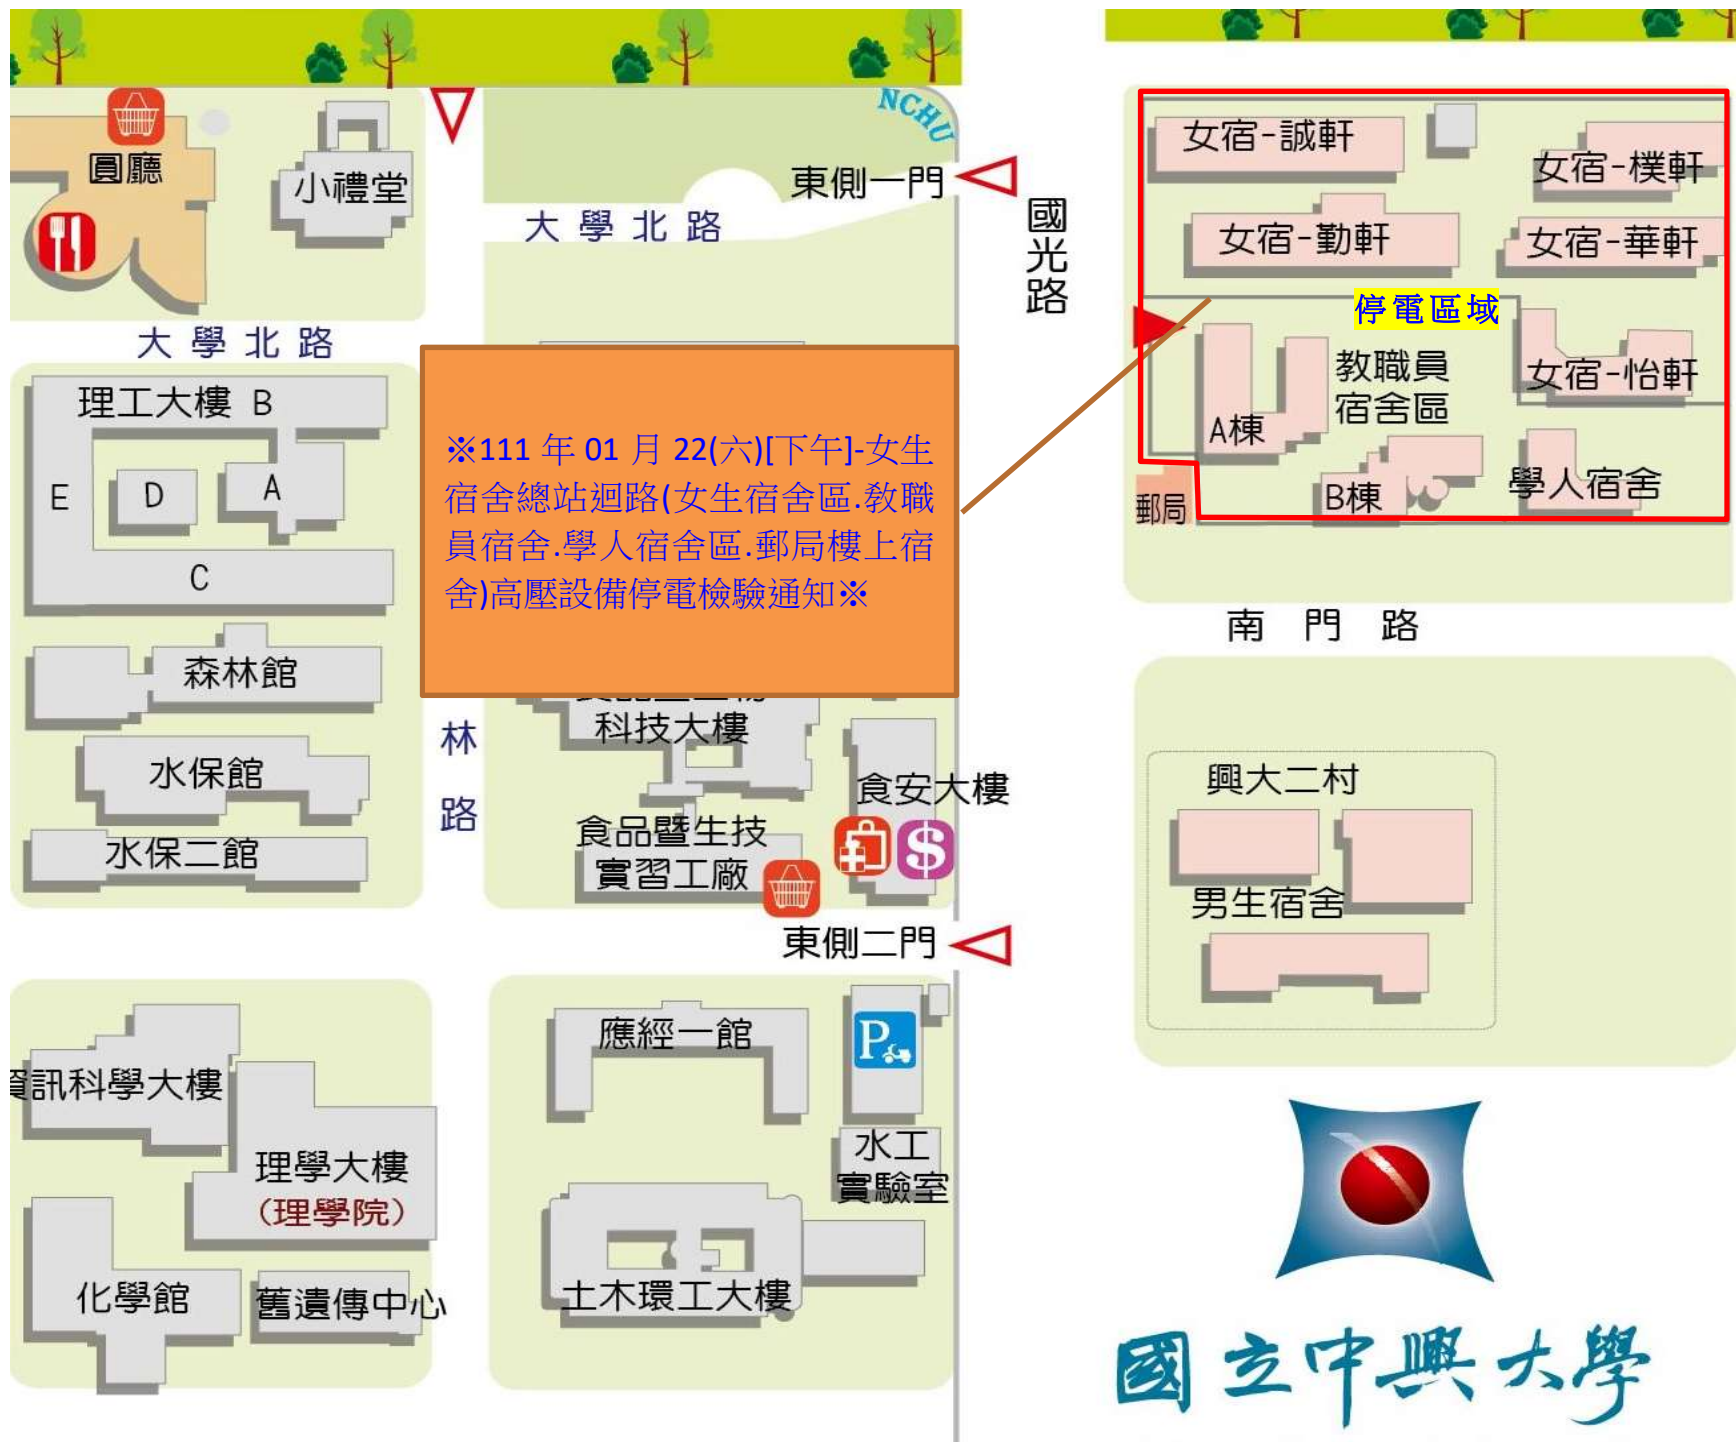 NCHU
圓廳
小禮堂
東側一門
大學北路
國光路
大學北路
理工大樓 B
E
D
A
C
※111 年 01 月 22(六)[下午]-女生
宿舍總站迴路(女生宿舍區.教職
員宿舍.學人宿舍區.郵局樓上宿
舍)高壓設備停電檢驗通知※
森林館
水保館
水保二館
林路
科技大樓
食安大樓
食品暨生技
實習工廠
$
東側二門
資訊科學大樓
理學大樓
(理學院)
化學館
舊遺傳中心
應經一館
P
水工
實驗室
土木環工大樓
女宿-誠軒
女宿-樸軒
女宿-勤軒
女宿-華軒
停電區域
教職員
宿舍區
女宿-怡軒
A棟
B棟
學人宿舍
郵局
南門路
興大二村
男生宿舍
國立中興大學